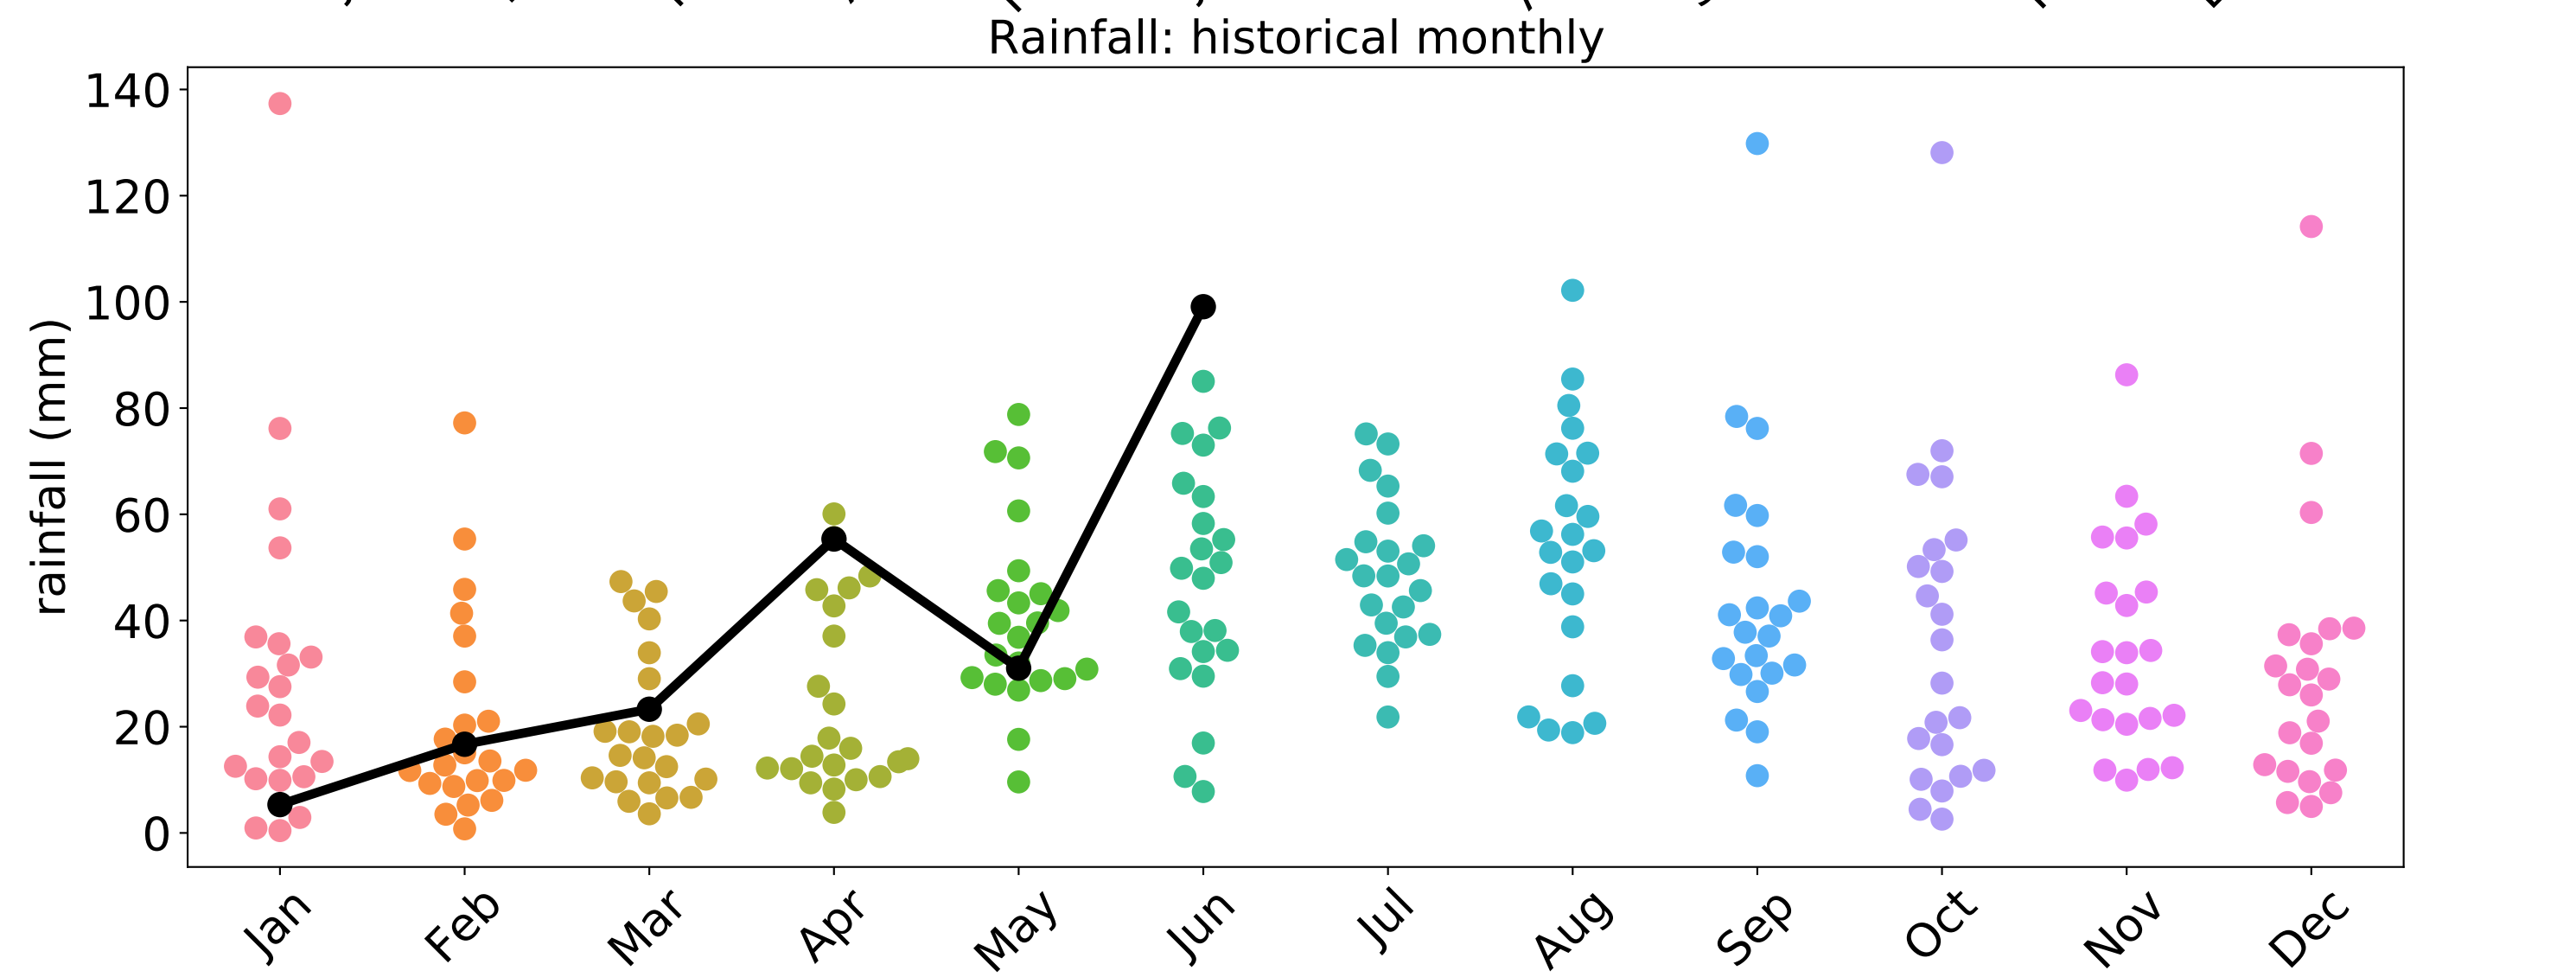 Rainfall: historical monthly
rainfall (mm)
140
120
100
80
60
40
20
0
Jan
Feb
Mar
Apr
May
Jun
Jul
Aug
Sep
Oct
Nov
Dec